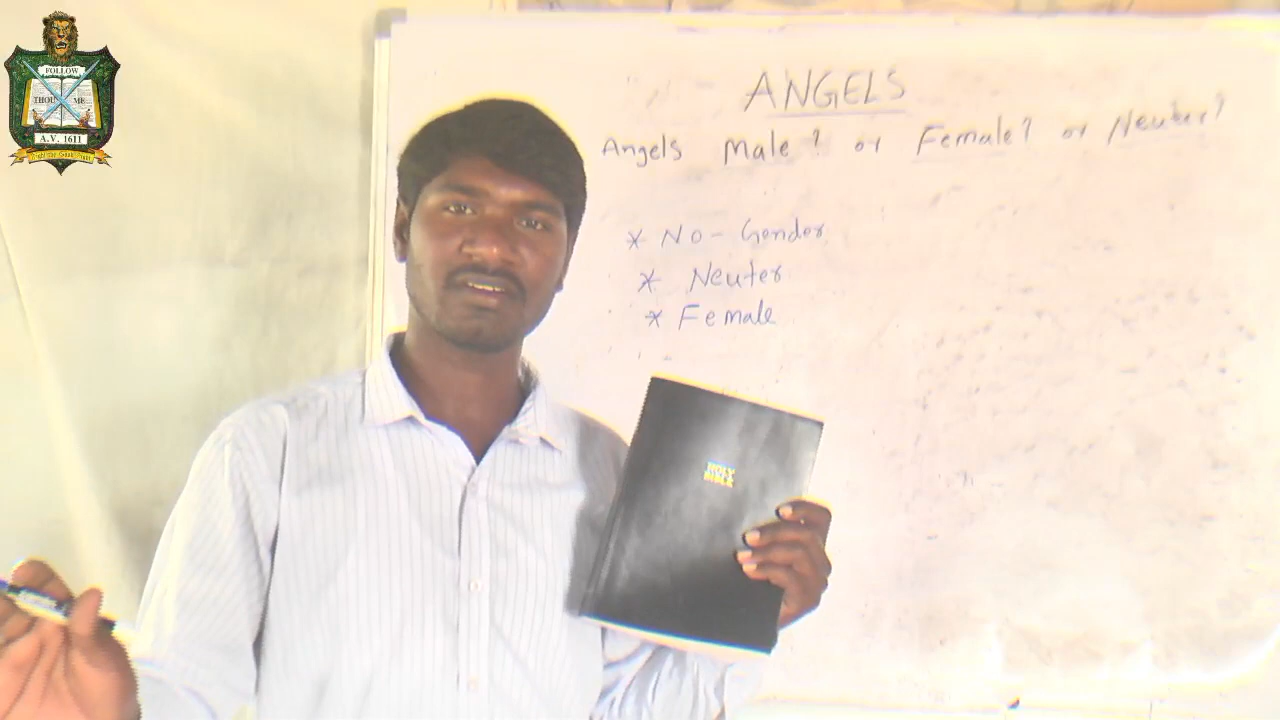 FOLLOW
THOU ME
A.V. 1611
ANGELS
Angels Male? or Female? or Neuter?
* No-Gender
* Neuter
* Female
HOLY
BIBLE